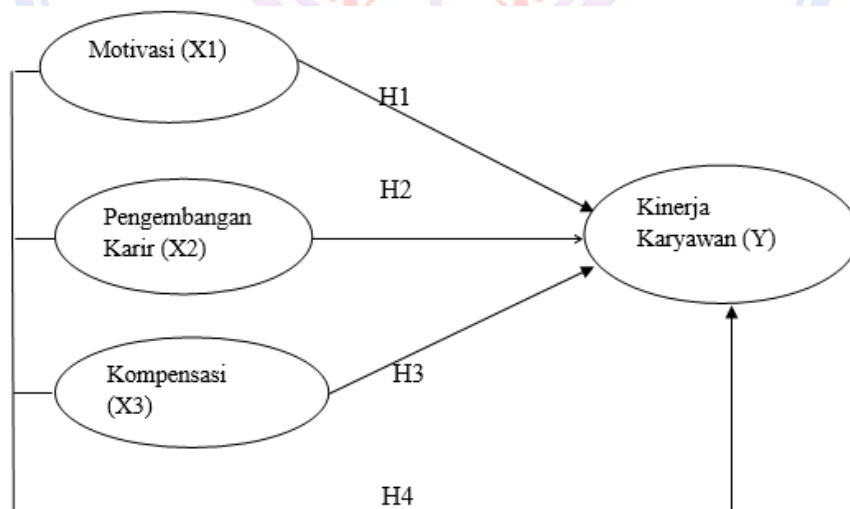 Motivasi (X1)
H1
H2
Pengembangan
Karir (X2)
Kinerja
Karyawan (Y)
Kompensasi
(X3)
H3
H4